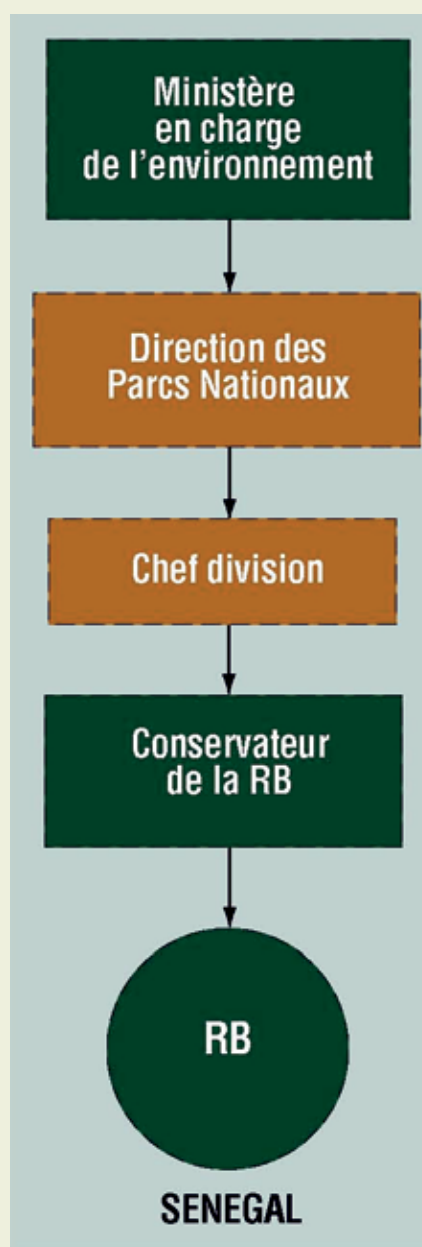 Ministère
en charge
de l'environnement
Direction des
Parcs Nationaux
Chef division
Conservateur
de la RB
RB
SENEGAL